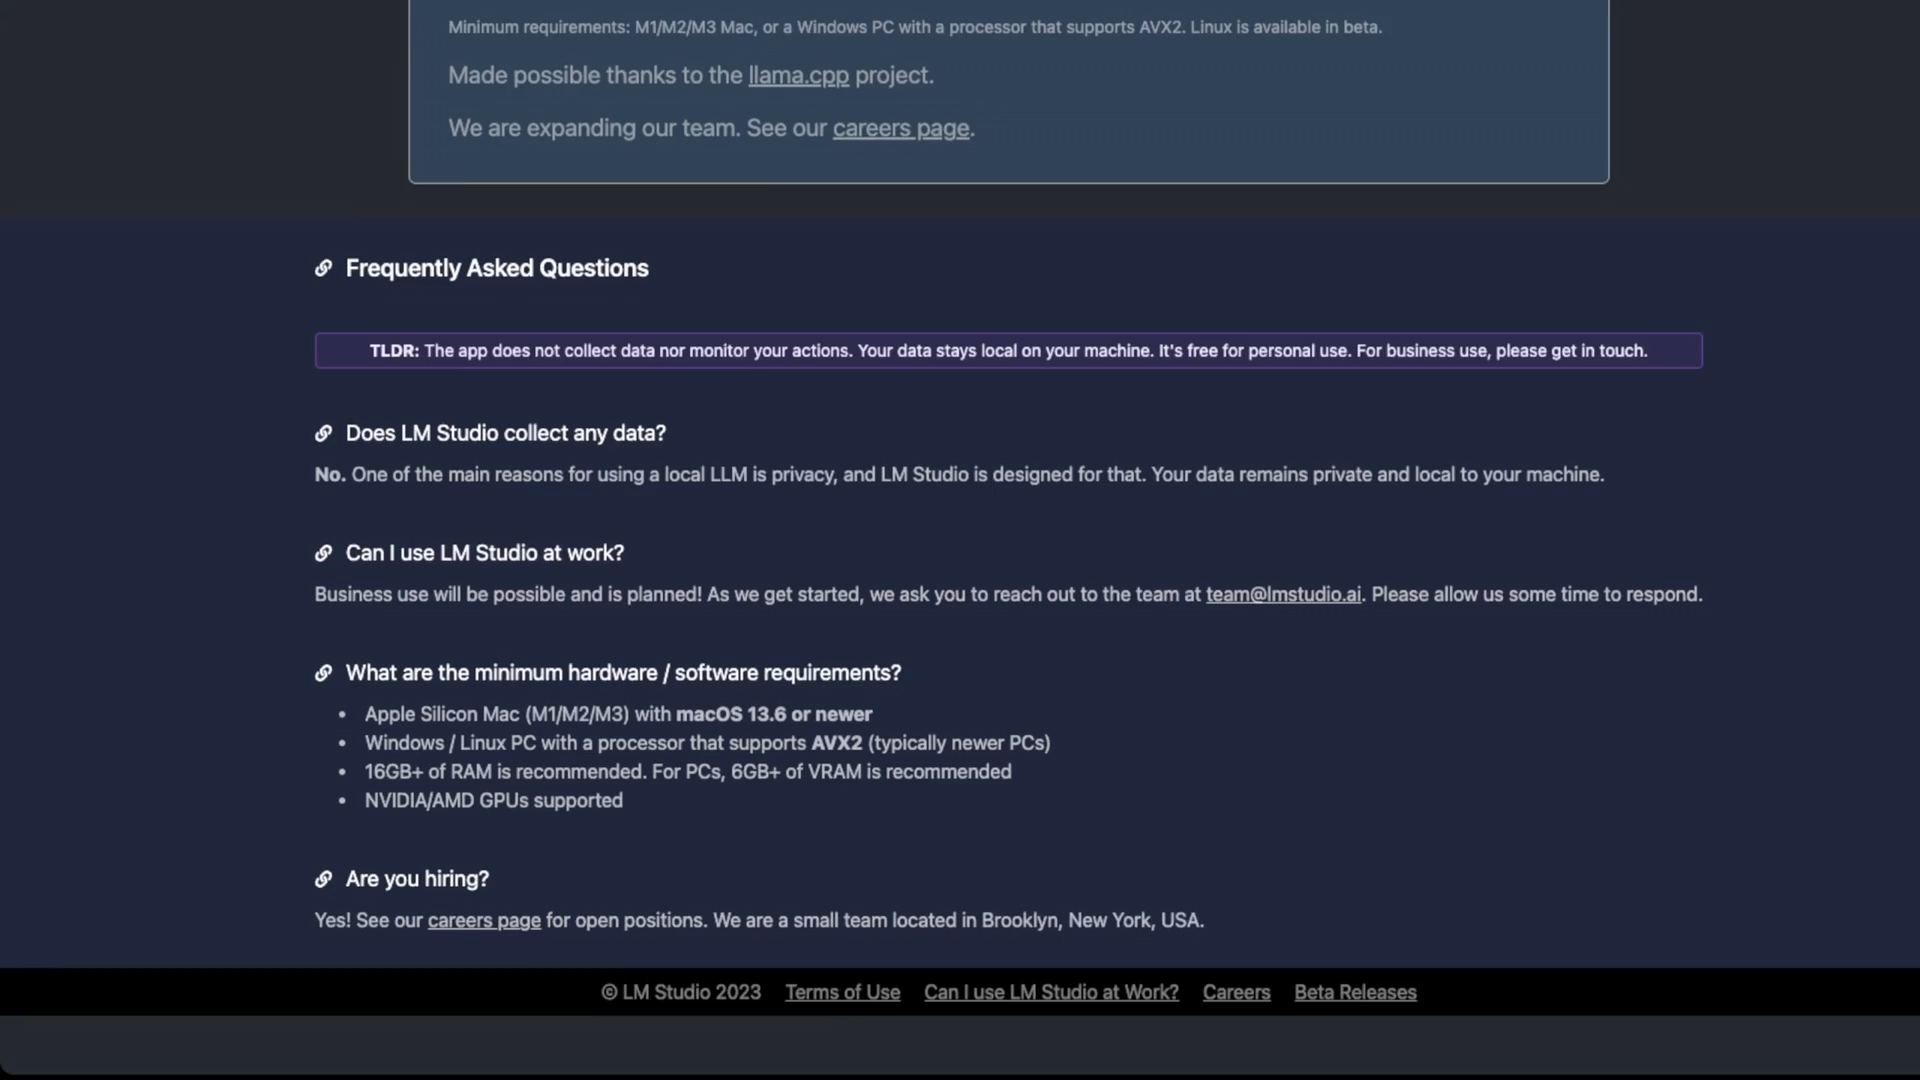 Minimum requirements: M1/M2/M3 Mac, or a Windows PC with a processor that supports AVX2. Linux is available in beta.
Made possible thanks to the llama.cpp project.
We are expanding our team. See our careers page.
Frequently Asked Questions
TLDR: The app does not collect data nor monitor your actions. Your data stays local on your machine. It's free for personal use. For business use, please get in touch.
Does LM Studio collect any data?
No. One of the main reasons for using a local LLM is privacy, and LM Studio is designed for that. Your data remains private and local to your machine.
Can I use LM Studio at work?
Business use will be possible and is planned! As we get started, we ask you to reach out to the team at team@lmstudio.ai. Please allow us some time to respond.
What are the minimum hardware / software requirements?
• Apple Silicon Mac (M1/M2/M3) with macOS 13.6 or newer
• Windows / Linux PC with a processor that supports AVX2 (typically newer PCs)
• 16GB+ of RAM is recommended. For PCs, 6GB+ of VRAM is recommended
• NVIDIA/AMD GPUs supported
Are you hiring?
Yes! See our careers page for open positions. We are a small team located in Brooklyn, New York, USA.
© LM Studio 2023 Terms of Use Can I use LM Studio at Work? Careers Beta Releases